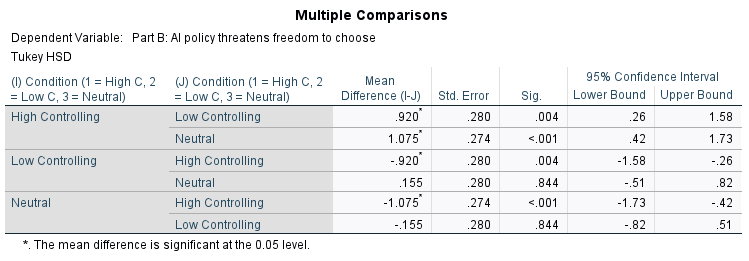 Multiple Comparisons
Dependent Variable: Part B: AI policy threatens freedom to choose
Tukey HSD
95% Confidence Interval
(I) Condition (1 = High C, 2 = Low C, 3 = Neutral) (J) Condition (1 = High C, 2 = Low C, 3 = Neutral) Mean Difference (I-J) Std. Error Sig. Lower Bound Upper Bound
High Controlling Low Controlling .920* .280 .004 .26 1.58
Neutral 1.075* .274 <.001 .42 1.73
Low Controlling High Controlling -.920* .280 .004 -1.58 -.26
Neutral .155 .280 .844 -.51 .82
Neutral High Controlling -1.075* .274 <.001 -1.73 -.42
Low Controlling -.155 .280 .844 -.82 .51
*. The mean difference is significant at the 0.05 level.